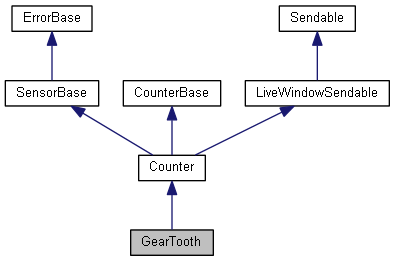 ErrorBase
Sendable
SensorBase
CounterBase
LiveWindowSendable
Counter
GearTooth